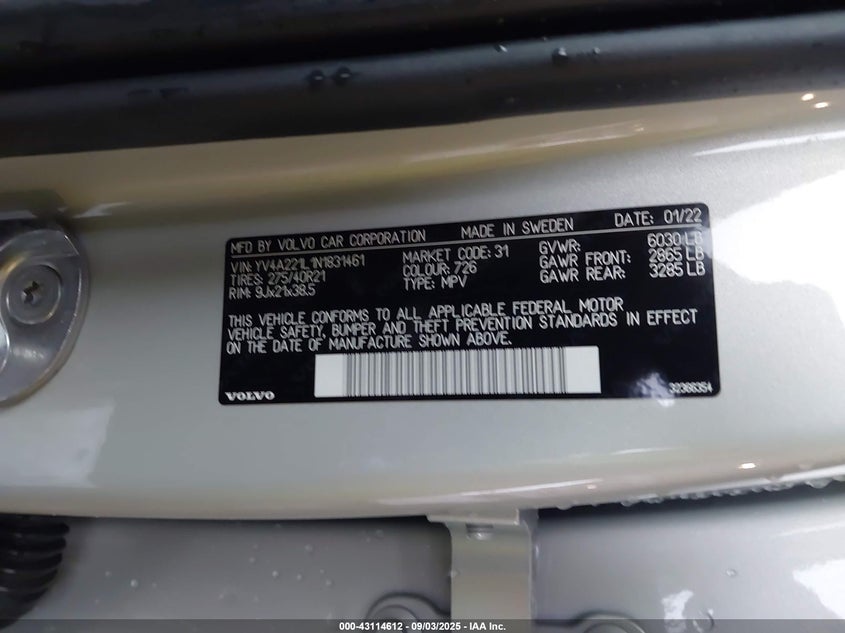 MFD BY VOLVO CAR CORPORATION MADE IN SWEDEN DATE: 01/22
VIN: YV4A221L1N1831461 MARKET CODE: 31 GVWR: 6030 LB
TIRES: 275/40R21 COLOUR: 726 GAWR FRONT: 2865 LB
RIM: 9Jx21x38.5 TYPE: MPV GAWR REAR: 3285 LB
THIS VEHICLE CONFORMS TO ALL APPLICABLE FEDERAL MOTOR
VEHICLE SAFETY, BUMPER AND THEFT PREVENTION STANDARDS IN EFFECT
ON THE DATE OF MANUFACTURE SHOWN ABOVE.
VOLVO 32366354
000-43114612 - 09/03/2025 - IAA Inc.